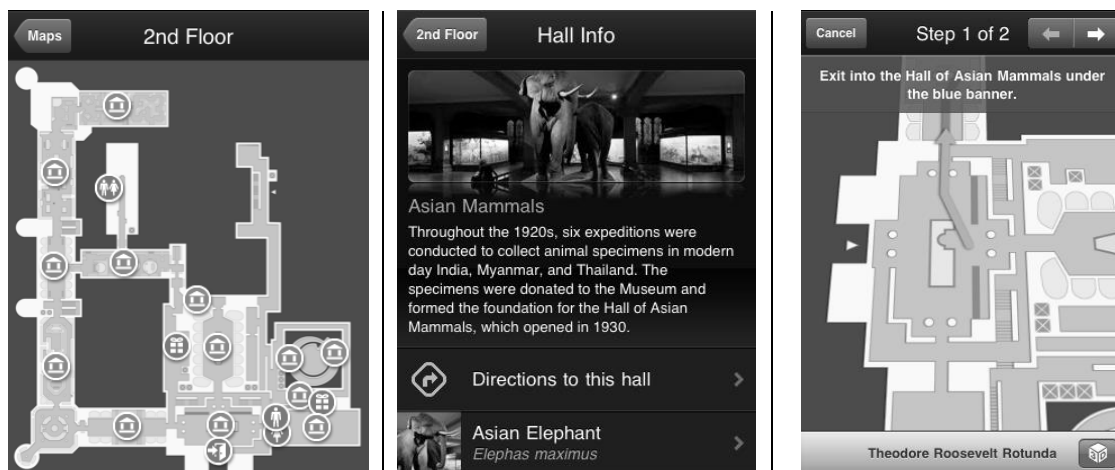 Maps
2nd Floor
2nd Floor
Hall Info
Asian Mammals
Throughout the 1920s, six expeditions were
conducted to collect animal specimens in modern
day India, Myanmar, and Thailand. The
specimens were donated to the Museum and
formed the foundation for the Hall of Asian
Mammals, which opened in 1930.
Directions to this hall
Asian Elephant
Elephas maximus
Cancel
Step 1 of 2
Exit into the Hall of Asian Mammals under
the blue banner.
Theodore Roosevelt Rotunda
3D